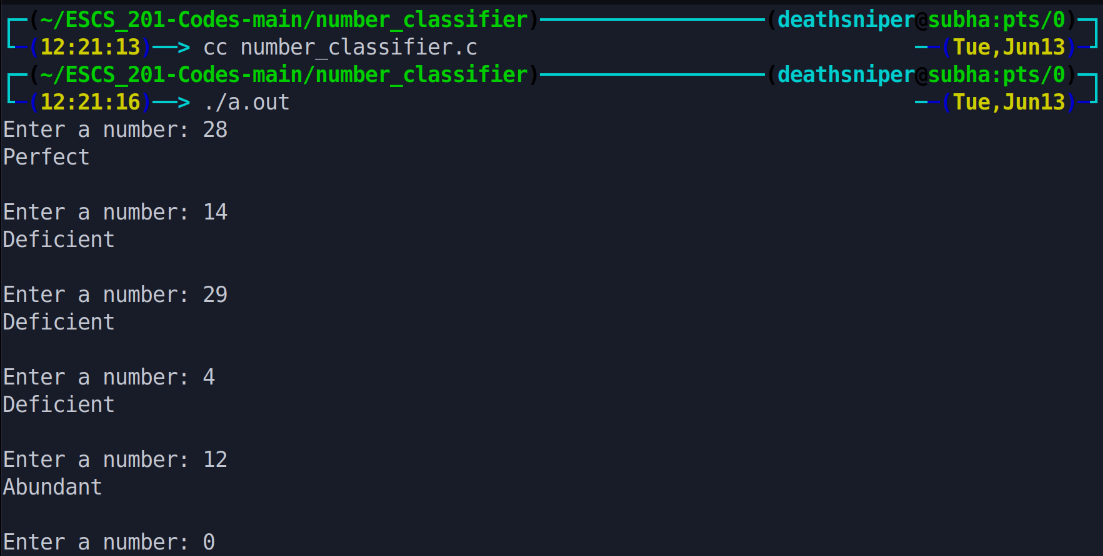 (~/ESCS_201-Codes-main/number_classifier) (deathsniper@subha:pts/0)
(12:21:13)──> cc number_classifier.c (Tue,Jun13)
(~/ESCS_201-Codes-main/number_classifier) (deathsniper@subha:pts/0)
(12:21:16)──> ./a.out (Tue,Jun13)
Enter a number: 28
Perfect
Enter a number: 14
Deficient
Enter a number: 29
Deficient
Enter a number: 4
Deficient
Enter a number: 12
Abundant
Enter a number: 0